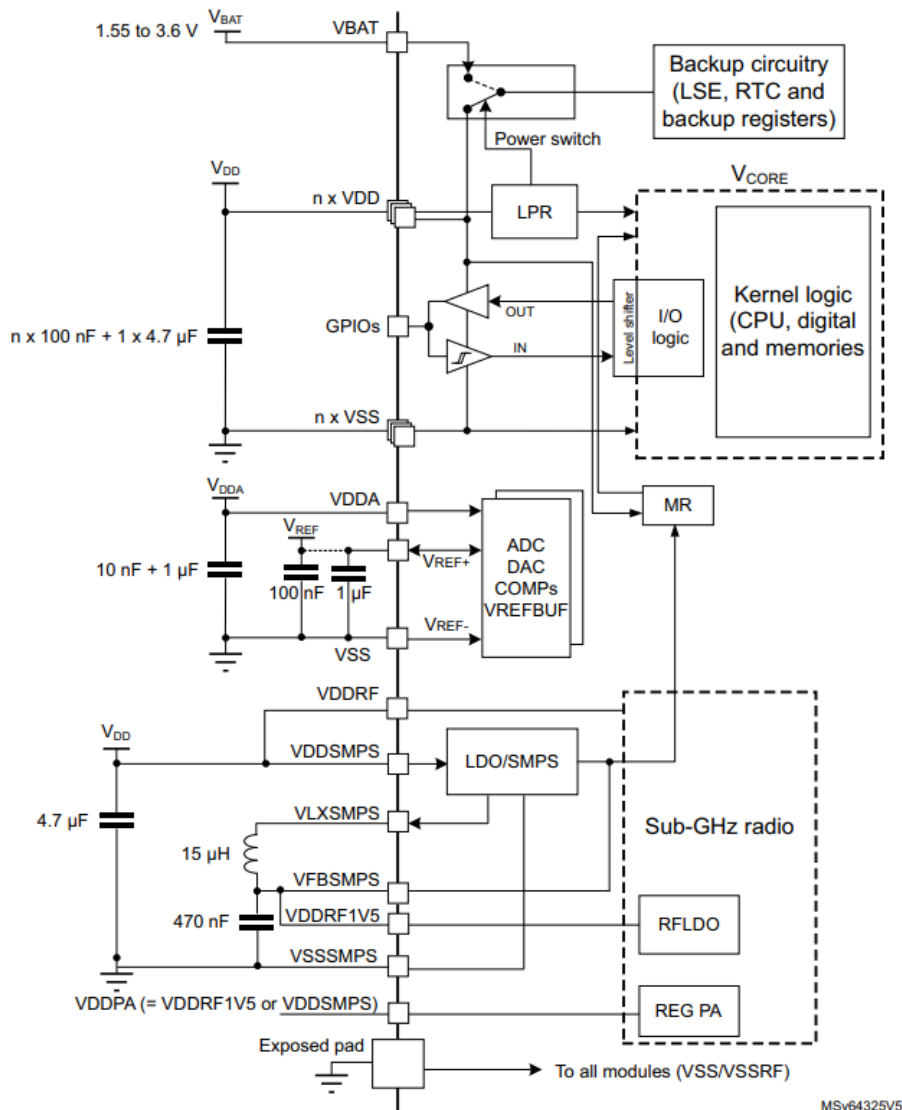 VBAT
1.55 to 3.6 V
VBAT
Backup circuitry
(LSE, RTC and
backup registers)
Power switch
VDD
n x VDD
LPR
VCORE
n x 100 nF + 1 x 4.7 µF
GPIOs
OUT
IN
Level shifter
I/O
logic
Kernel logic
(CPU, digital
and memories
n x VSS
VDDA
VDDA
10 nF + 1 µF
VREF
100 nF
1 µF
VREF+
VREF-
VSS
ADC
DAC
COMPs
VREFBUF
MR
VDDRF
VDD
VDDSMPS
LDO/SMPS
4.7 µF
VLXSMPS
15 µH
VFBSMPS
VDDRF1V5
470 nF
VSSSMPS
Sub-GHz radio
RFLDO
REG PA
VDDPA (= VDDRF1V5 or VDDSMPS)
Exposed pad
To all modules (VSS/VSSRF)
MSv64325V5